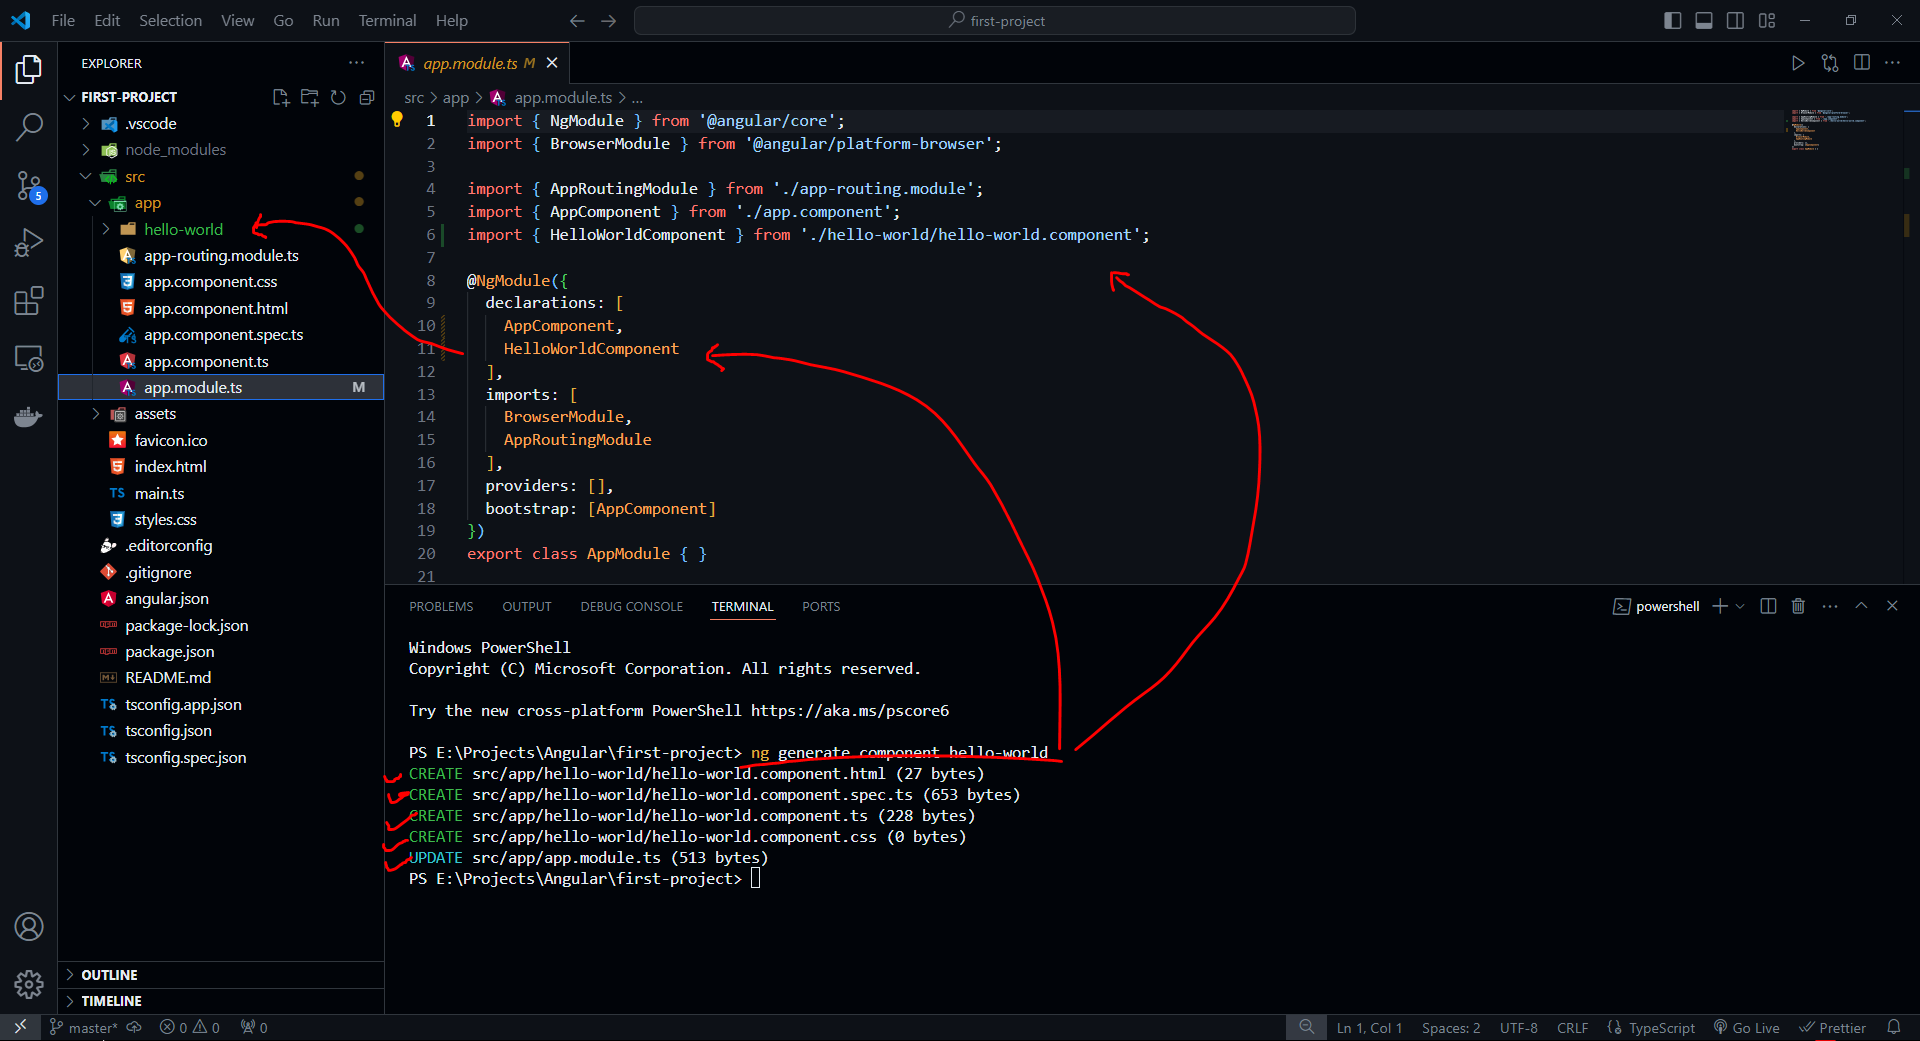 File Edit Selection View Go Run Terminal Help
first-project
EXPLORER
FIRST-PROJECT
.vscode
node_modules
src
app
hello-world
app-routing.module.ts
app.component.css
app.component.html
app.component.spec.ts
app.component.ts
app.module.ts M
assets
favicon.ico
index.html
TS main.ts
styles.css
.editorconfig
.gitignore
angular.json
package-lock.json
package.json
README.md
TS tsconfig.app.json
TS tsconfig.json
TS tsconfig.spec.json
OUTLINE
TIMELINE
5
app.module.ts M
src > app > app.module.ts > ...
1 import { NgModule } from '@angular/core';
2 import { BrowserModule } from '@angular/platform-browser';
3
4 import { AppRoutingModule } from './app-routing.module';
5 import { AppComponent } from './app.component';
6 import { HelloWorldComponent } from './hello-world/hello-world.component';
7
8 @NgModule({
9 declarations: [
10 AppComponent,
11 HelloWorldComponent
12 ],
13 imports: [
14 BrowserModule,
15 AppRoutingModule
16 ],
17 providers: [],
18 bootstrap: [AppComponent]
19 })
20 export class AppModule { }
21
PROBLEMS OUTPUT DEBUG CONSOLE TERMINAL PORTS
powershell
Windows PowerShell
Copyright (C) Microsoft Corporation. All rights reserved.
Try the new cross-platform PowerShell https://aka.ms/pscore6
PS E:\Projects\Angular\first-project> ng generate component hello-world
CREATE src/app/hello-world/hello-world.component.html (27 bytes)
CREATE src/app/hello-world/hello-world.component.spec.ts (653 bytes)
CREATE src/app/hello-world/hello-world.component.ts (228 bytes)
CREATE src/app/hello-world/hello-world.component.css (0 bytes)
UPDATE src/app/app.module.ts (513 bytes)
PS E:\Projects\Angular\first-project>
master* 0 0 0
Ln 1, Col 1 Spaces: 2 UTF-8 CRLF {} TypeScript Go Live Prettier